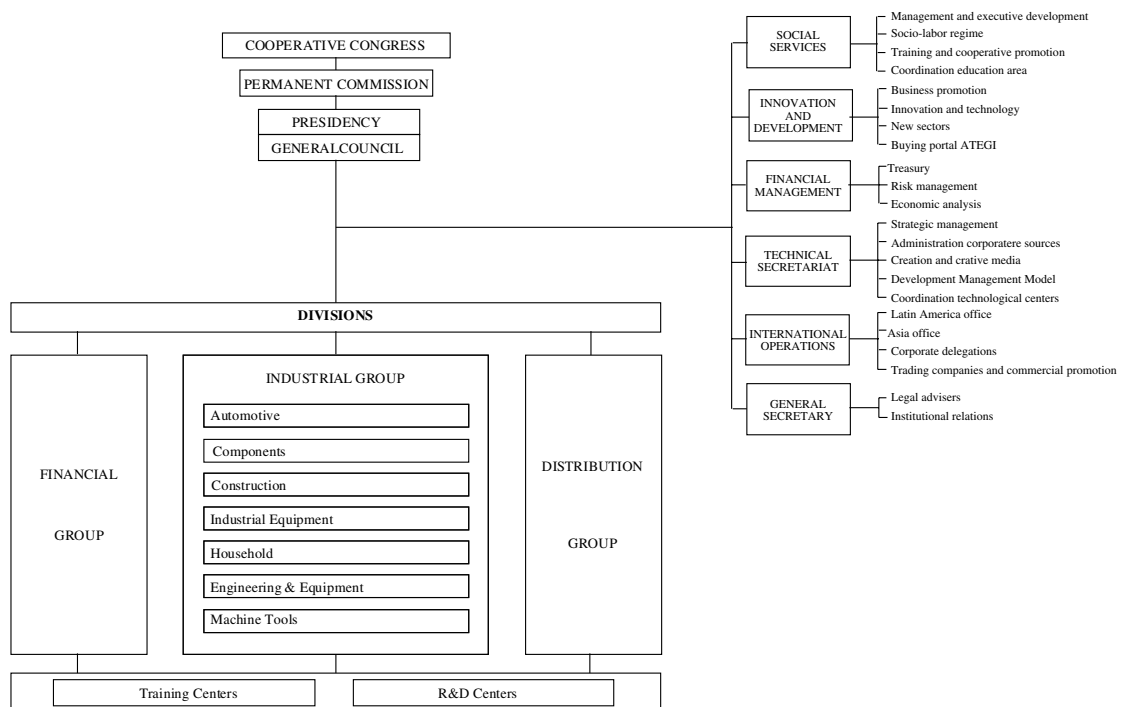 COOPERATIVE CONGRESS
PERMANENT COMMISSION
PRESIDENCY
GENERALCOUNCIL
SOCIAL
SERVICES
Management and executive development
Socio-labor regime
Training and cooperative promotion
Coordination education area
INNOVATION
AND
DEVELOPMENT
Business promotion
Innovation and technology
New sectors
Buying portal ATEGI
FINANCIAL
MANAGEMENT
Treasury
Risk management
Economic analysis
TECHNICAL
SECRETARIAT
Strategic management
Administration corporatere sources
Creation and crative media
Development Management Model
Coordination technological centers
INTERNATIONAL
OPERATIONS
Latin America office
Asia office
Corporate delegations
Trading companies and commercial promotion
GENERAL
SECRETARY
Legal advisers
Institutional relations
DIVISIONS
FINANCIAL
GROUP
INDUSTRIAL GROUP
Automotive
Components
Construction
Industrial Equipment
Household
Engineering & Equipment
Machine Tools
DISTRIBUTION
GROUP
Training Centers
R&D Centers